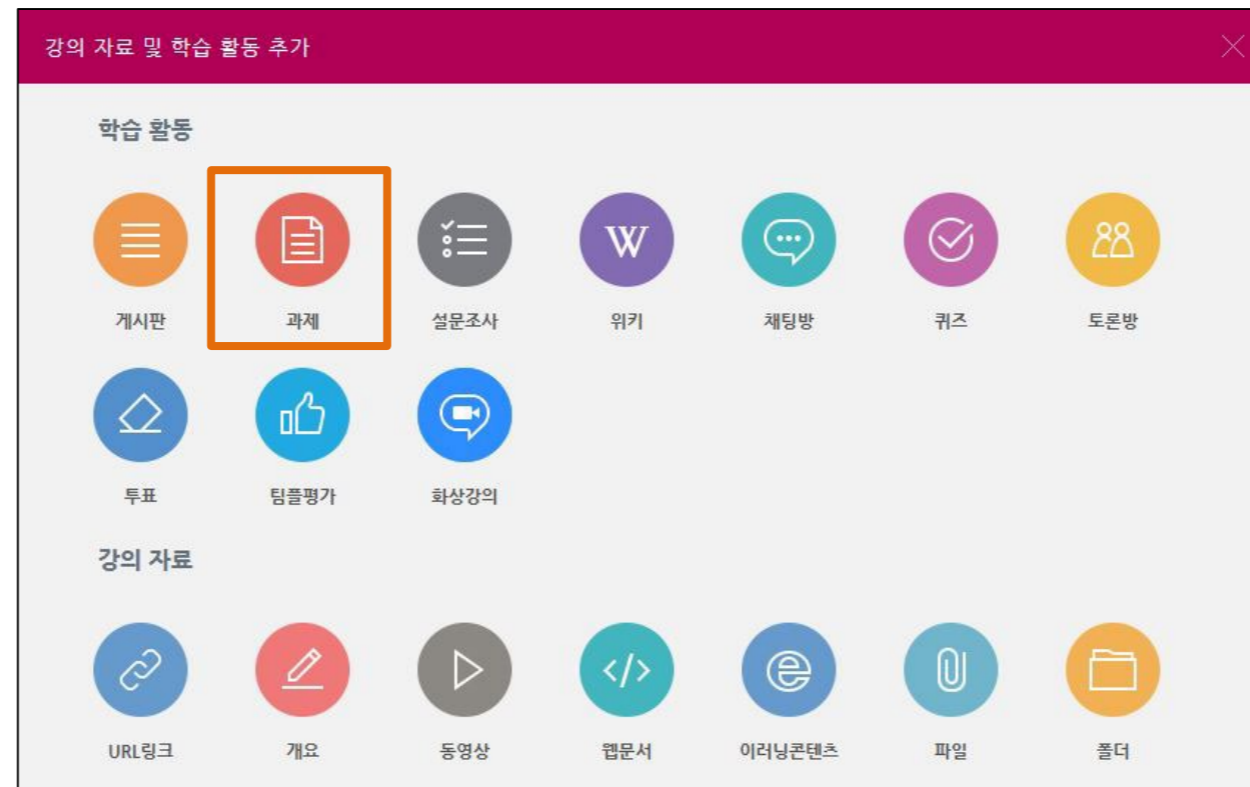 강의 자료 및 학습 활동 추가
학습 활동
게시판 과제 설문조사 위키 채팅방 퀴즈 토론방
투표 팀플평가 화상강의
강의 자료
URL링크 개요 동영상 웹문서 이러닝콘텐츠 파일 폴더